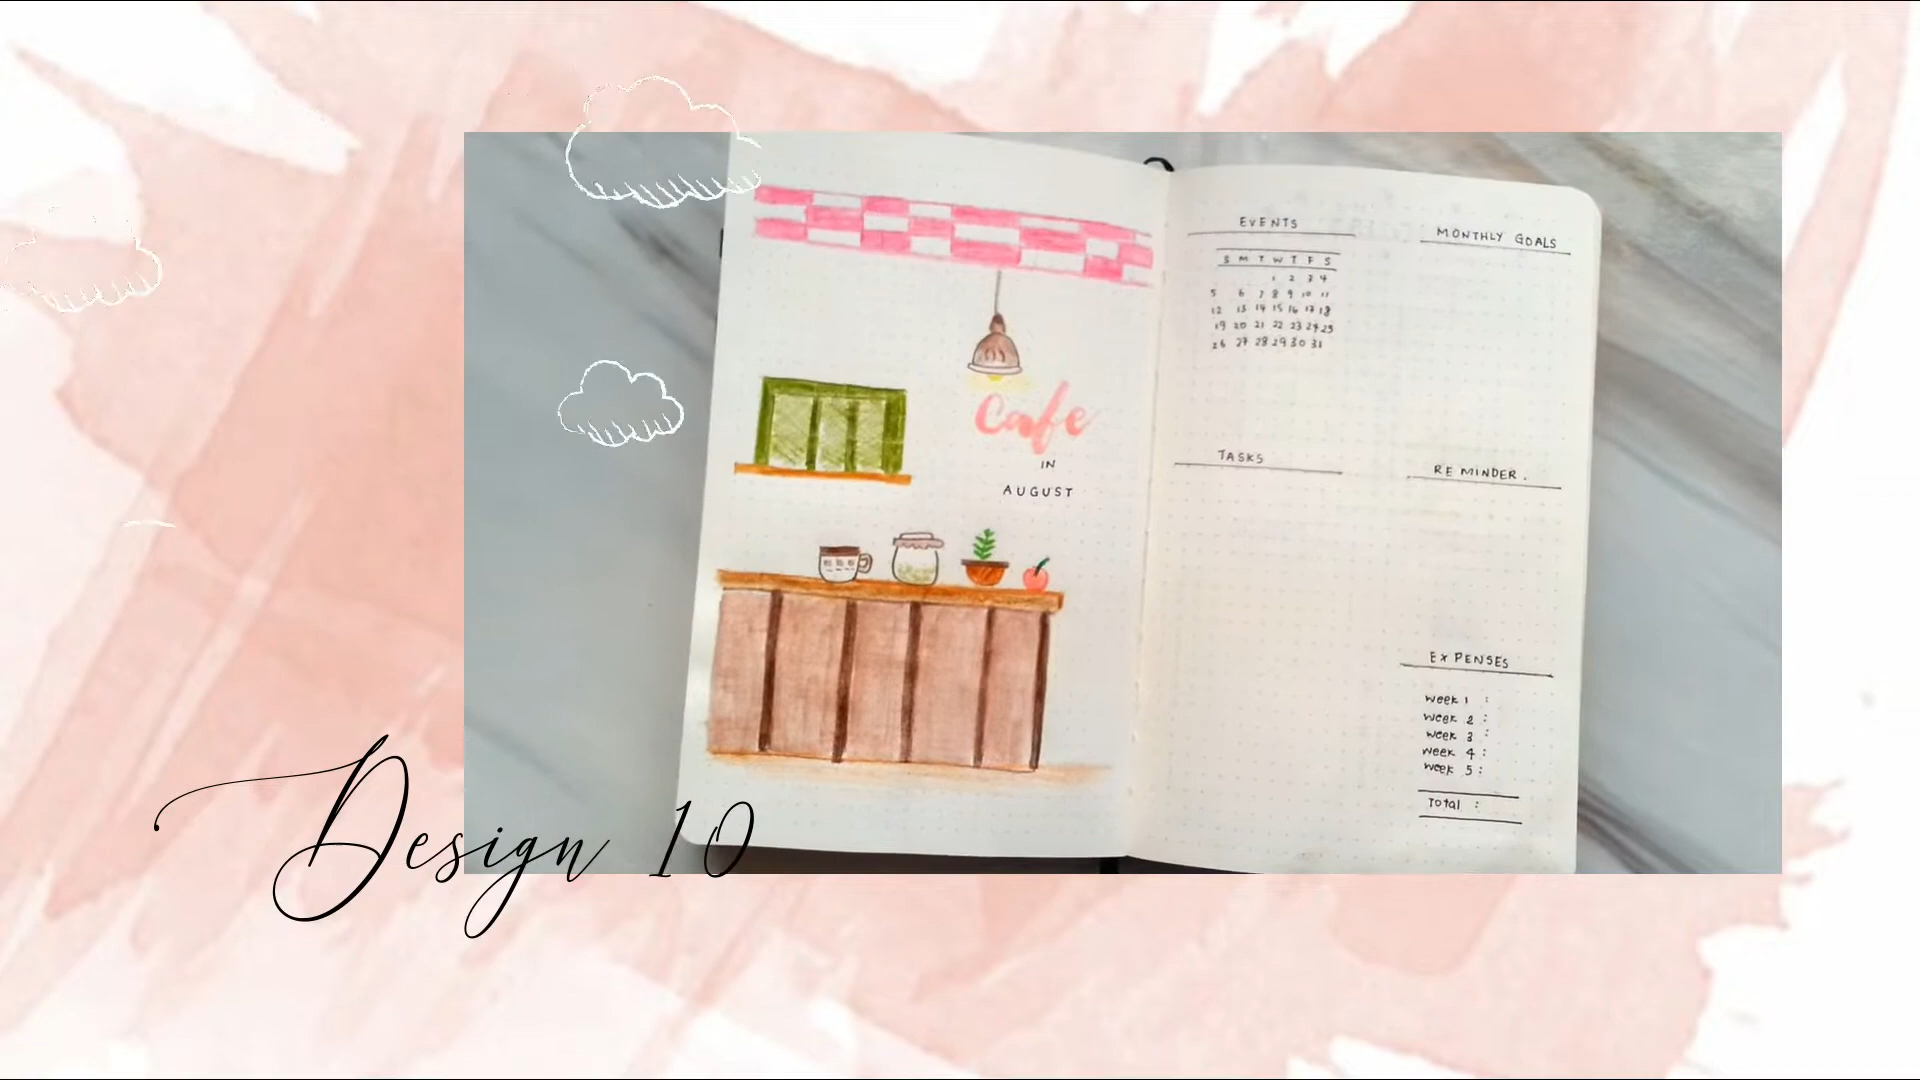 Cafe
IN
AUGUST
EVENTS
S M T W T F S
1 2 3 4
5 6 7 8 9 10 11
12 13 14 15 16 17 18
19 20 21 22 23 24 25
26 27 28 29 30 31
MONTHLY GOALS
TASKS
REMINDER.
EXPENSES
week 1 :
week 2 :
week 3 :
week 4 :
week 5 :
Total :
Design 10